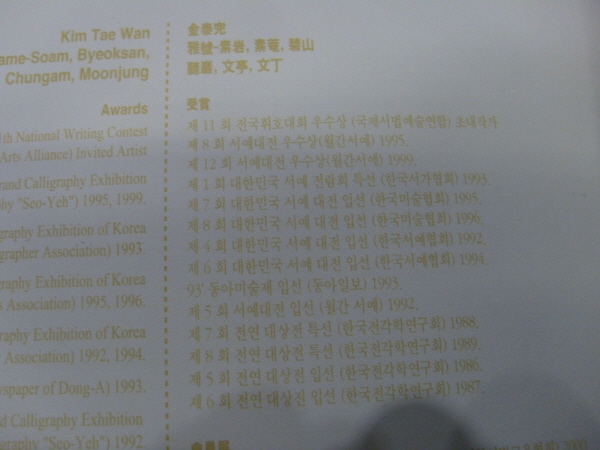 Kim Tae Wan
ame-Soam, Byeoksan,
Chungam, Moonjung
Awards
th National Writing Contest
Arts Alliance) Invited Artist
rand Calligraphy Exhibition
phy "Seo-Yeh") 1995, 1999.
graphy Exhibition of Korea
grapher Association) 1993.
graphy Exhibition of Korea
Association) 1995, 1996.
graphy Exhibition of Korea
Association) 1992, 1994.
wspaper of Dong-A) 1993.
nd Calligraphy Exhibition
graphy "Seo-Yeh") 1992.
金泰完
雅號-素岩, 素菴, 碧山
文亭, 文丁
受賞
제 11 회 전국휘호대회 우수상 (국제서법예술연합) 초대작가
제 8 회 서예대전 우수상(월간서예) 1995.
제 12 회 서예대전 우수상(월간서예) 1999.
제 1 회 대한민국 서예 전람회 특선 (한국서가협회) 1993.
제 7 회 대한민국 서예 대전 입선 (한국미술협회) 1995.
제 8 회 대한민국 서예 대전 입선 (한국미술협회) 1996.
제 4 회 대한민국 서예 대전 입선 (한국서예협회) 1992.
제 6 회 대한민국 서예 대전 입선 (한국서예협회) 1994.
93' 동아미술제 입선 (동아일보) 1993.
제 5 회 서예대전 입선 (월간 서예) 1992.
제 7 회 전연 대상전 특선 (한국전각학연구회) 1988.
제 8 회 전연 대상전 특선 (한국전각학연구회) 1989.
제 5 회 전연 대상전 입선 (한국전각학연구회) 1986.
제 6 회 전연 대상전 입선 (한국전각학연구회) 1987.